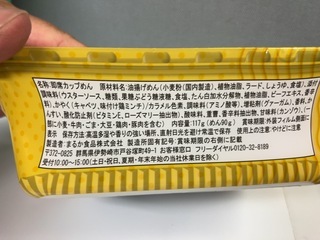 名称:即席カップめん 原材料名:油揚げめん(小麦粉(国内製造)、植物油脂、ラード、しょうゆ、食塩)、添付
調味料(ウスターソース、糖類、果糖ぶどう糖液糖、食塩、たん白加水分解物、植物油脂、ビーフエキス、香辛
料)、かやく(キャベツ、味付け鶏ミンチ)/カラメル色素、調味料(アミノ酸等)、増粘剤(グァーガム)、香料、かん
すい、酸化防止剤(ビタミンE、ローズマリー抽出物)、酸味料、重曹、香辛料抽出物、甘味料(カンゾウ)、(一部に
小麦・牛肉・ごま・大豆・鶏肉・豚肉を含む) 内容量:117g(めん90g) 賞味期限:外装フィルム側面に
表示 保存方法:高温多湿や香りの強い場所、直射日光を避け常温で保存 使用上の注意:やけどに注意
製造者:まるか食品株式会社 製造所固有記号:賞味期限の右側に記載
〒372-0825 群馬県伊勢崎市戸谷塚町49-1 お客様窓口 フリーダイヤル0120-32-8189
受付10:00～15:00(土日・祝日、夏期・年末年始の当社休業日を除く)